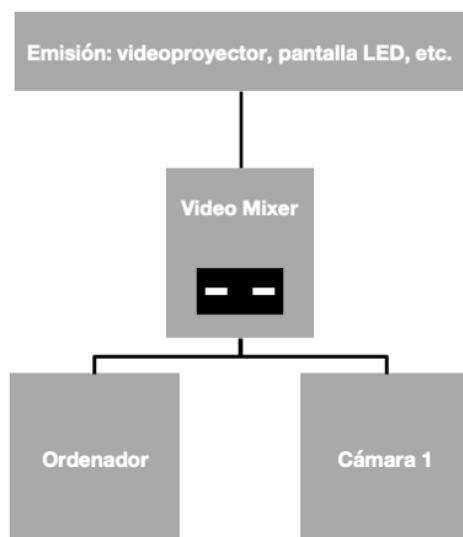 Emisión: videoproyector, pantalla LED, etc.
Video Mixer
Ordenador
Cámara 1